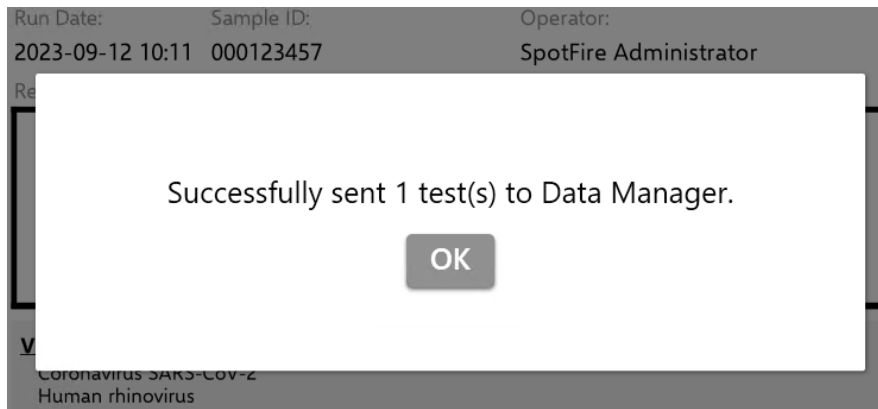 Run Date: Sample ID: Operator:
2023-09-12 10:11 000123457 SpotFire Administrator
Successfully sent 1 test(s) to Data Manager.
OK
Coronavirus SARS-CoV-2
Human rhinovirus